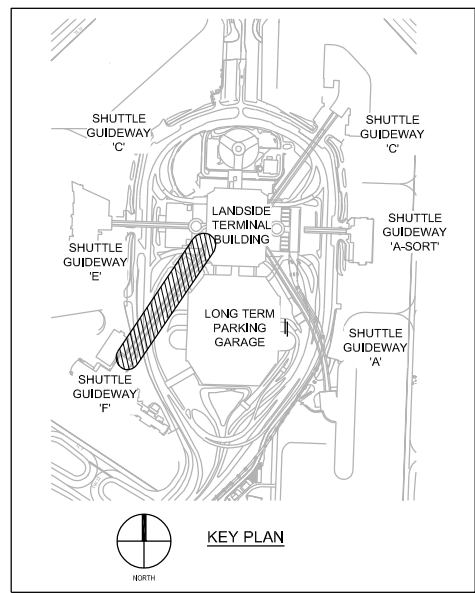 SHUTTLE
GUIDEWAY
'C'
SHUTTLE
GUIDEWAY
'C'
LANDSIDE
TERMINAL
BUILDING
SHUTTLE
GUIDEWAY
'A-SORT'
SHUTTLE
GUIDEWAY
'E'
LONG TERM
PARKING
GARAGE
SHUTTLE
GUIDEWAY
'A'
SHUTTLE
GUIDEWAY
'F'
KEY PLAN
NORTH